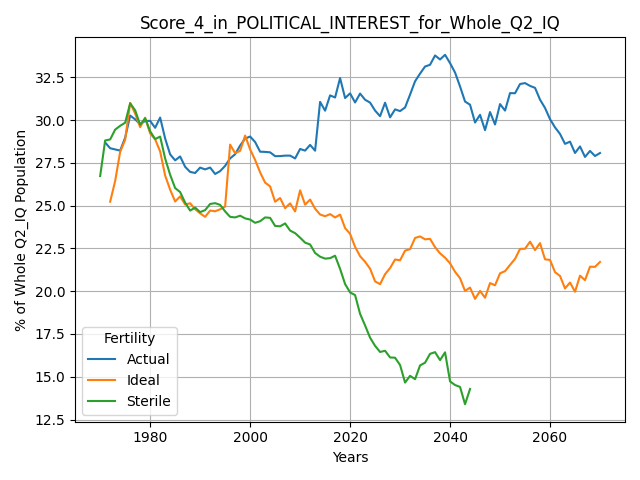 Score_4_in_POLITICAL_INTEREST_for_Whole_Q2_IQ
% of Whole Q2_IQ Population
32.5
30.0
27.5
25.0
22.5
20.0
17.5
15.0
12.5
Fertility
Actual
Ideal
Sterile
1980
2000
2020
2040
2060
Years